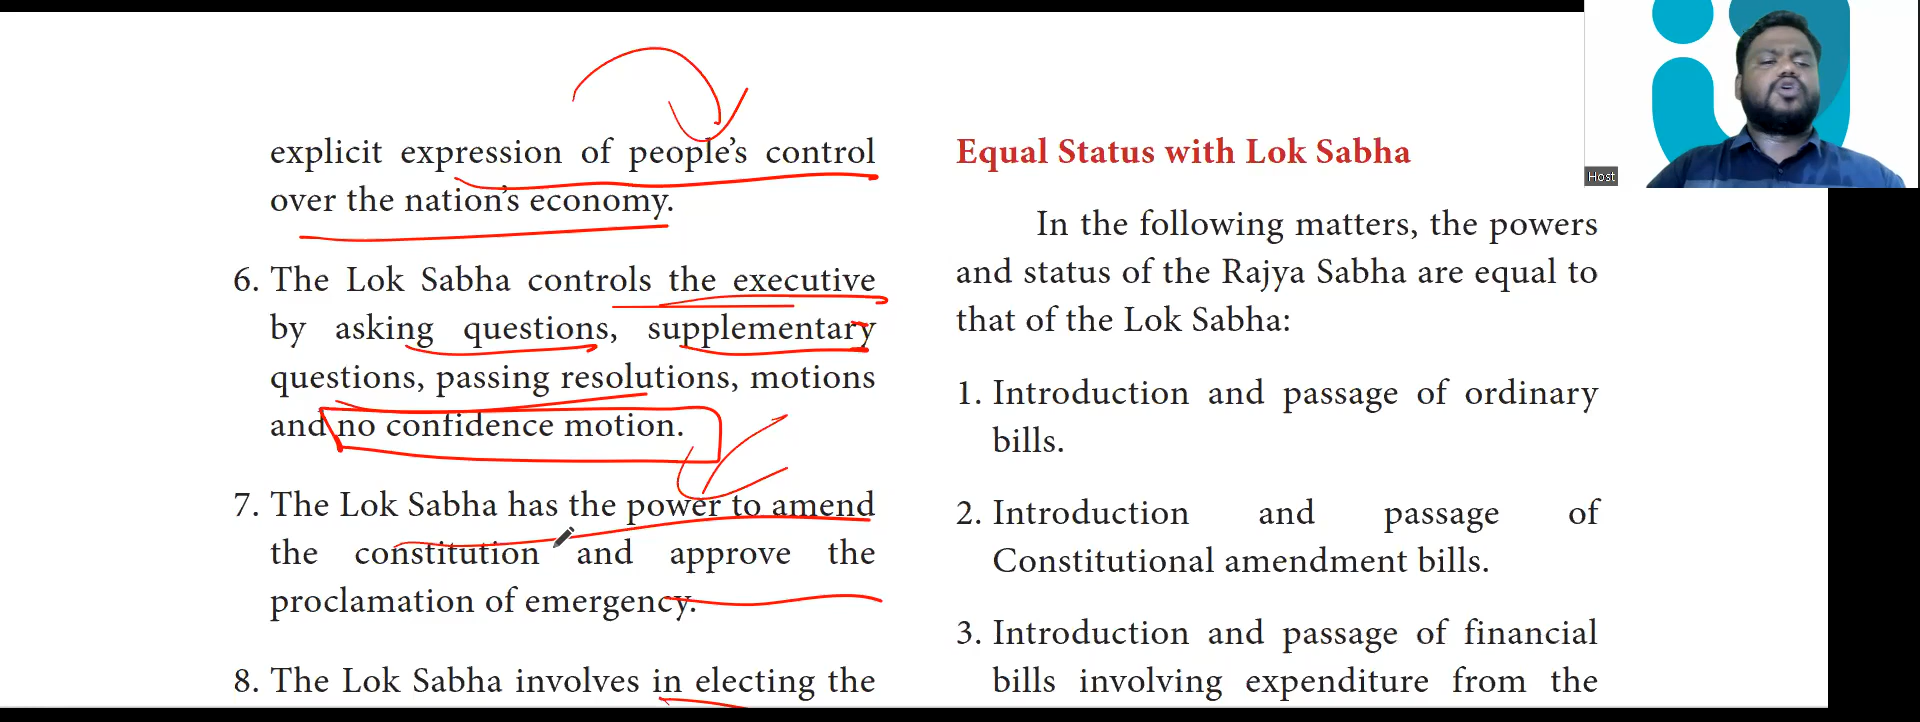 explicit expression of people’s control
over the nation’s economy.
6. The Lok Sabha controls the executive
by asking questions, supplementary
questions, passing resolutions, motions
and no confidence motion.
7. The Lok Sabha has the power to amend
the constitution and approve the
proclamation of emergency.
8. The Lok Sabha involves in electing the
Equal Status with Lok Sabha
In the following matters, the powers
and status of the Rajya Sabha are equal to
that of the Lok Sabha:
1. Introduction and passage of ordinary
bills.
2. Introduction and passage of
Constitutional amendment bills.
3. Introduction and passage of financial
bills involving expenditure from the
Host